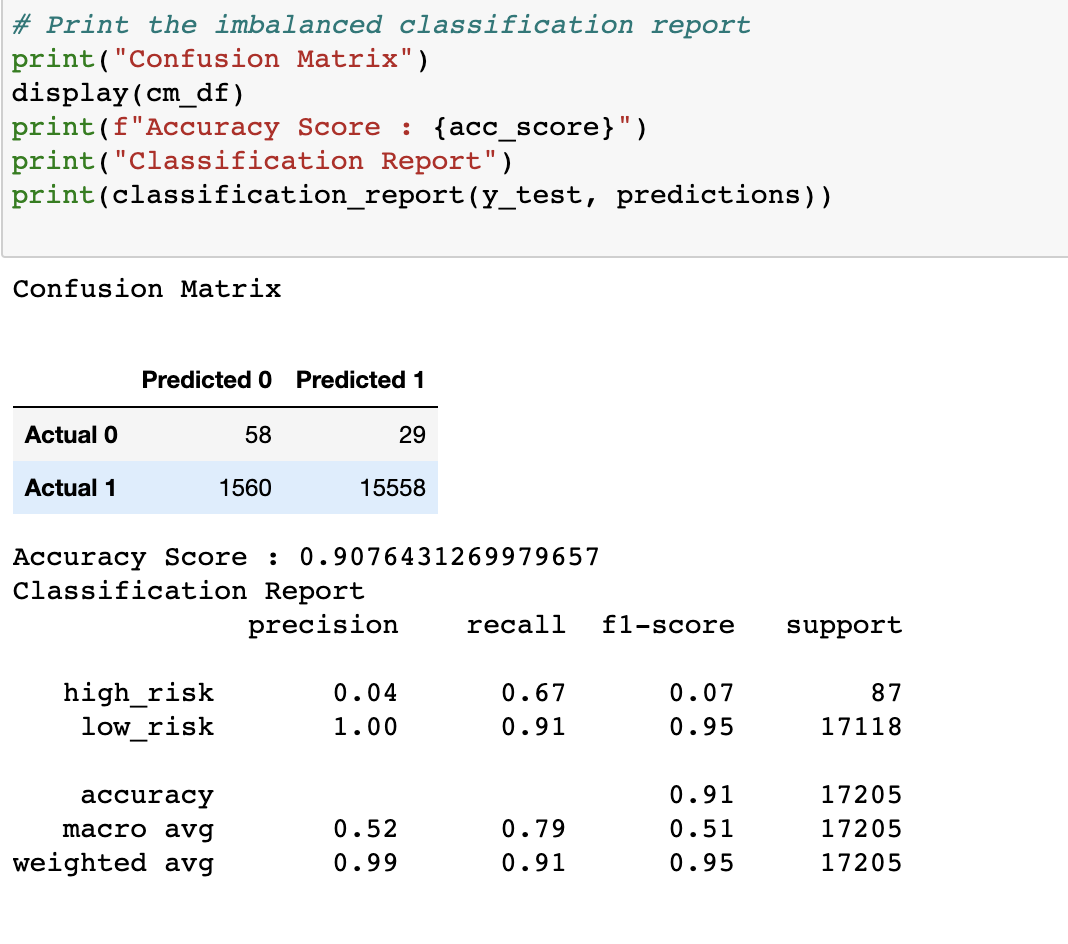 # Print the imbalanced classification report
print("Confusion Matrix")
display(cm_df)
print(f"Accuracy Score : {acc_score}")
print("Classification Report")
print(classification_report(y_test, predictions))
Confusion Matrix
Predicted 0 Predicted 1
Actual 0 58 29
Actual 1 1560 15558
Accuracy Score : 0.9076431269979657
Classification Report
precision recall f1-score support
high_risk 0.04 0.67 0.07 87
low_risk 1.00 0.91 0.95 17118
accuracy 0.91 17205
macro avg 0.52 0.79 0.51 17205
weighted avg 0.99 0.91 0.95 17205